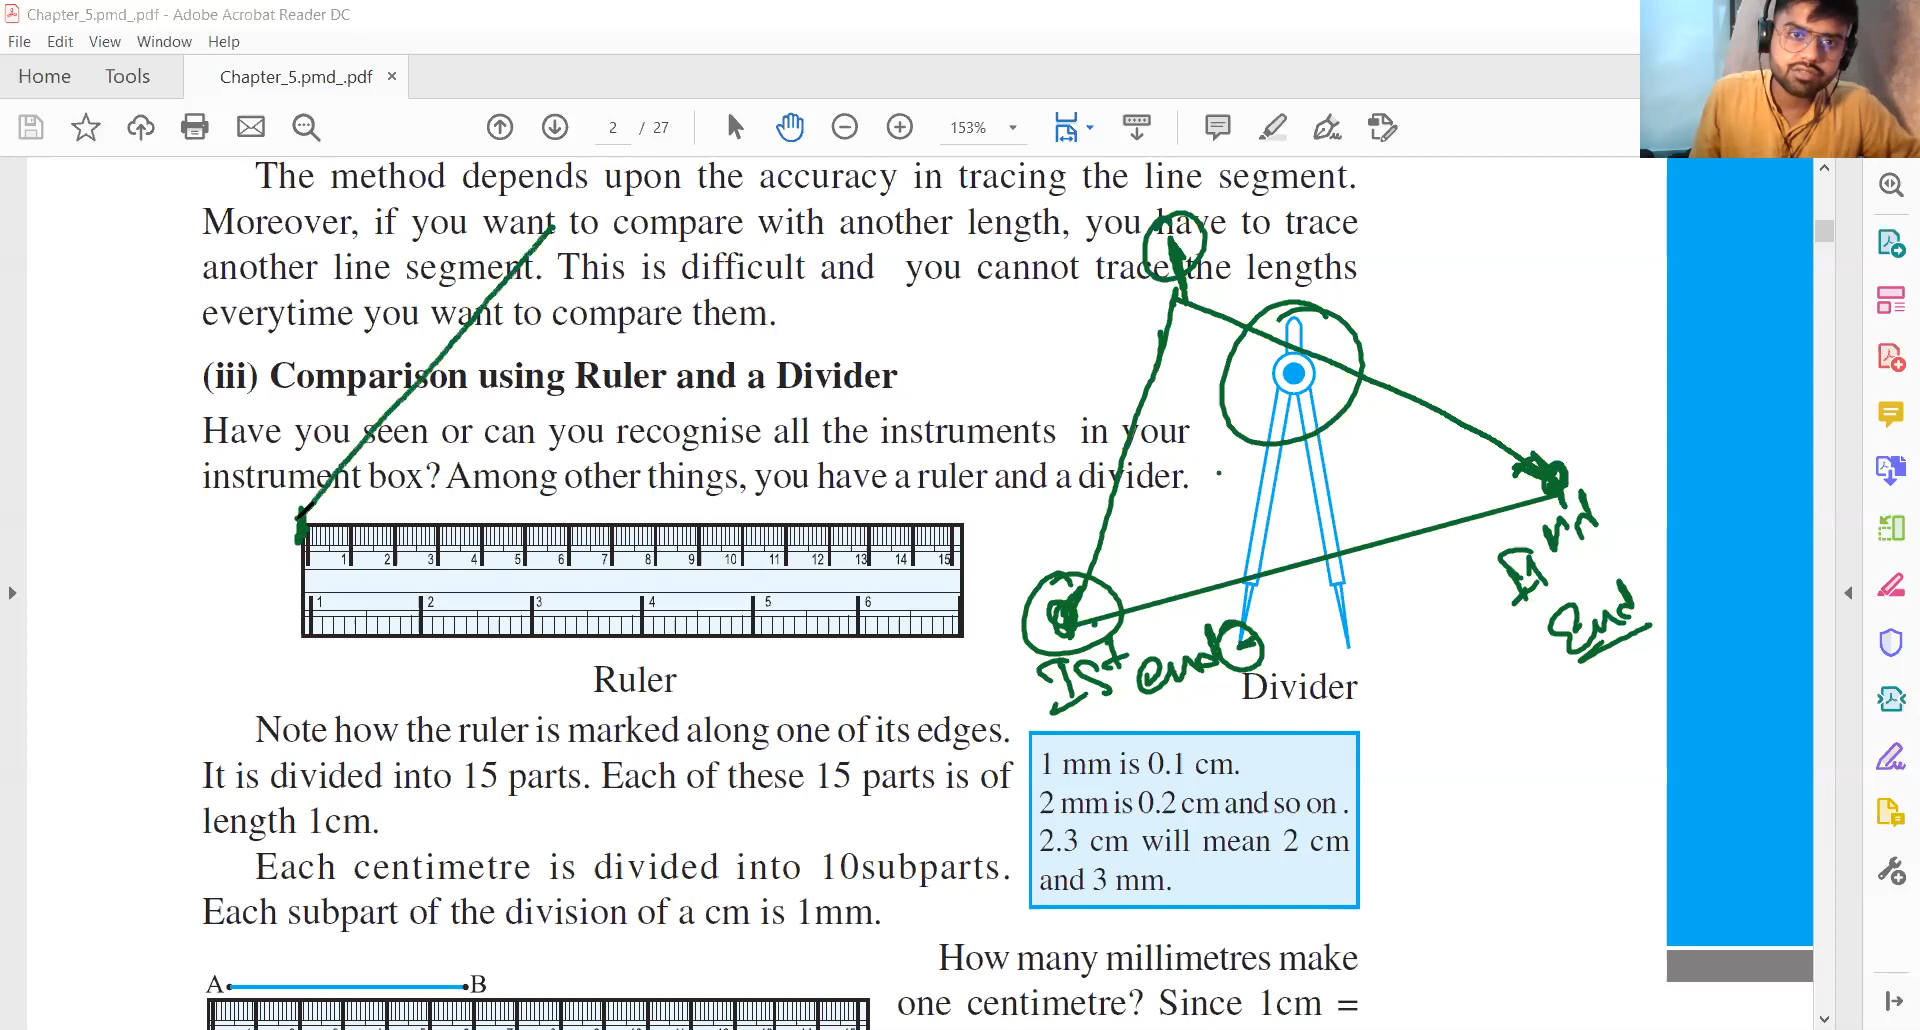 Chapter_5.pmd_.pdf - Adobe Acrobat Reader DC
File Edit View Window Help
Home Tools Chapter_5.pmd_.pdf ×
2 / 27 153%
The method depends upon the accuracy in tracing the line segment.
Moreover, if you want to compare with another length, you have to trace
another line segment. This is difficult and you cannot trace the lengths
everytime you want to compare them.
(iii) Comparison using Ruler and a Divider
Have you seen or can you recognise all the instruments in your
instrument box? Among other things, you have a ruler and a divider.
1 2 3 4 5 6 7 8 9 10 11 12 13 14 15
1 2 3 4 5 6
Ist end
II nd
End
Ruler
Divider
Note how the ruler is marked along one of its edges.
It is divided into 15 parts. Each of these 15 parts is of
length 1cm.
Each centimetre is divided into 10subparts.
Each subpart of the division of a cm is 1mm.
1 mm is 0.1 cm.
2 mm is 0.2 cm and so on .
2.3 cm will mean 2 cm
and 3 mm.
How many millimetres make
one centimetre? Since 1cm =
A B